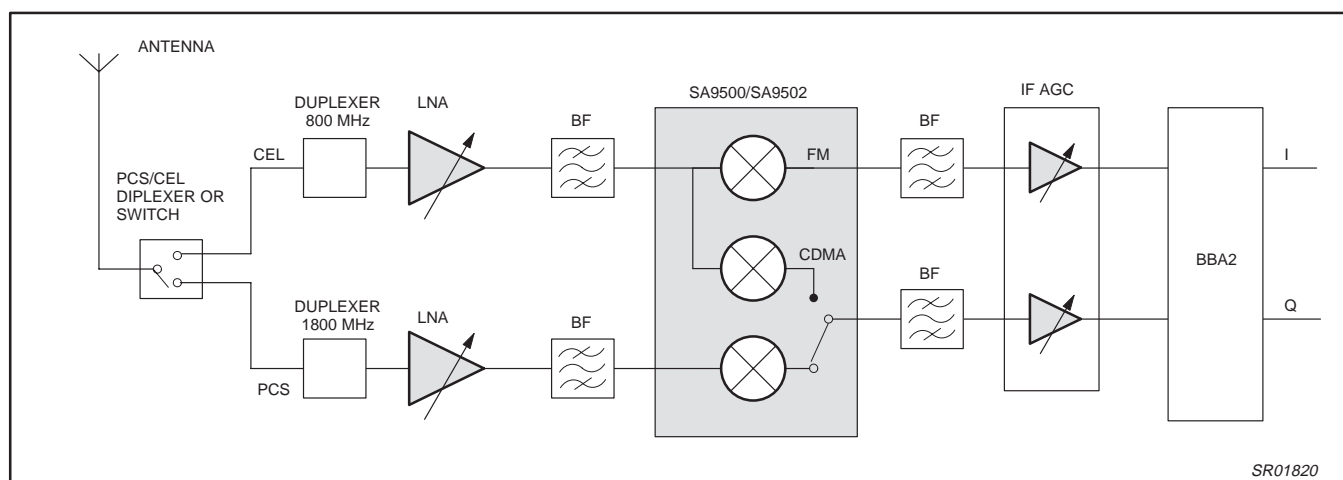 ANTENNA
PCS/CEL
DIPLEXER OR
SWITCH
CEL
DUPLEXER
800 MHz
LNA
BF
SA9500/SA9502
FM
CDMA
BF
IF AGC
BBA2
I
Q
PCS
DUPLEXER
1800 MHz
LNA
BF
BF
SR01820